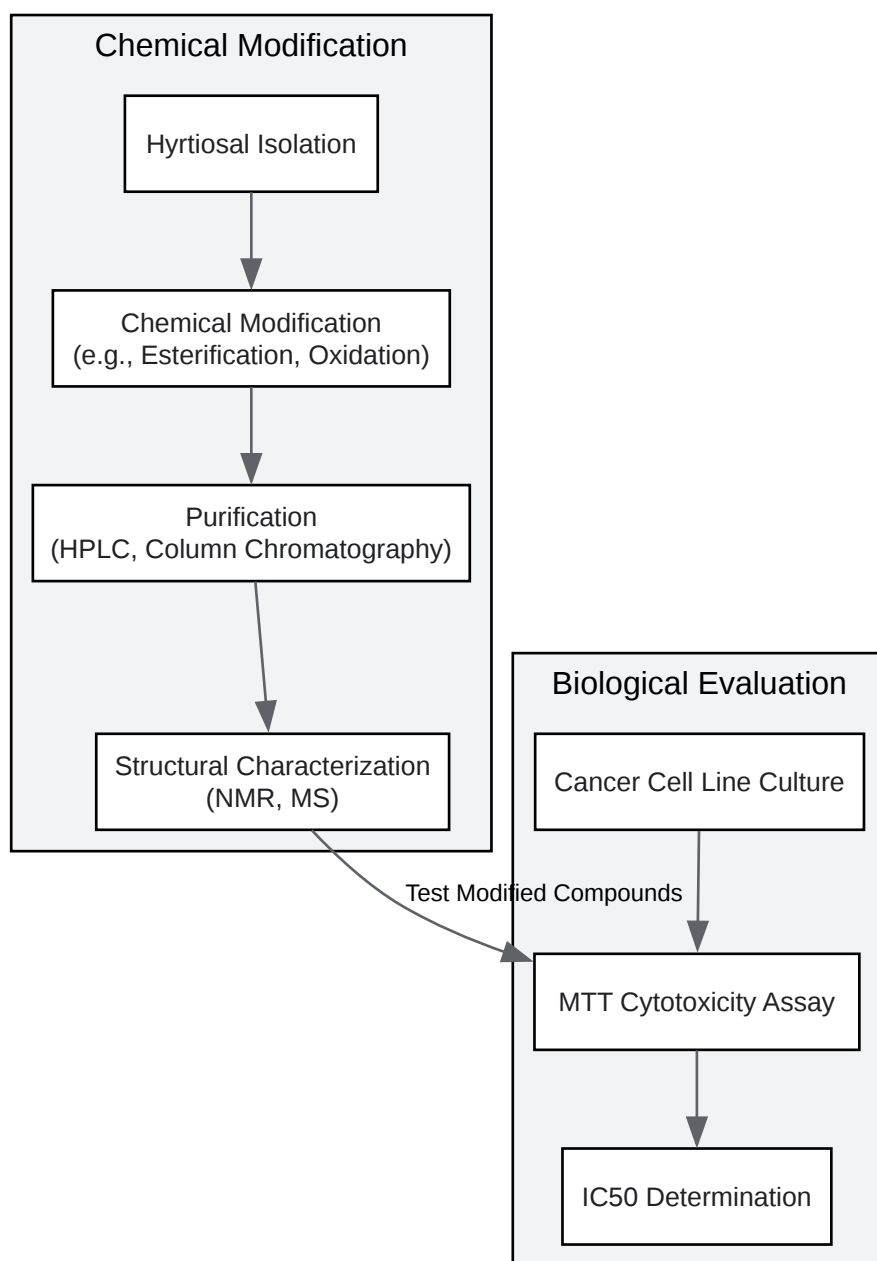 Chemical Modification
Hyrtiosal Isolation
Chemical Modification
(e.g., Esterification, Oxidation)
Purification
(HPLC, Column Chromatography)
Structural Characterization
(NMR, MS)
Test Modified Compounds
Biological Evaluation
Cancer Cell Line Culture
MTT Cytotoxicity Assay
IC50 Determination